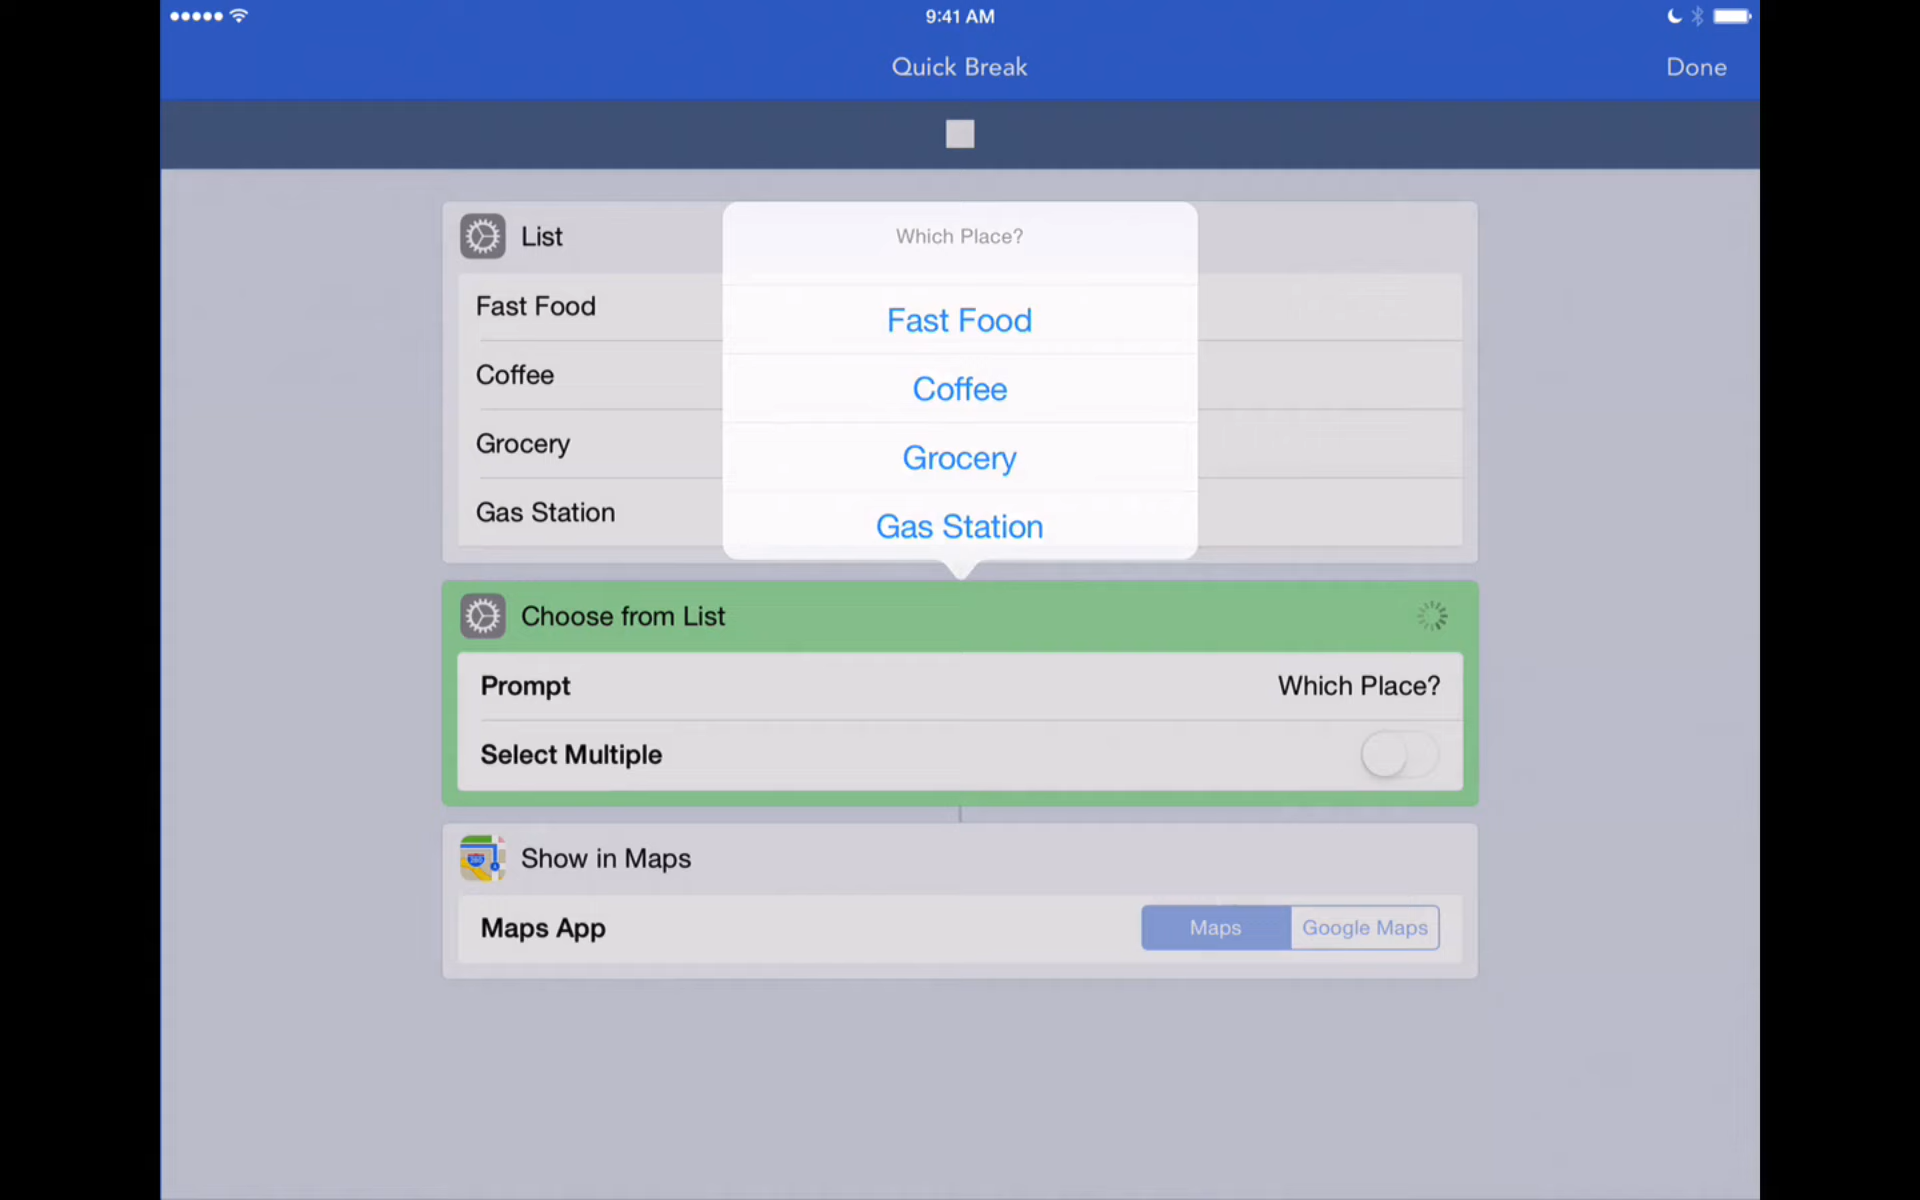 9:41 AM
Quick Break
Done
List
Fast Food
Coffee
Grocery
Gas Station
Which Place?
Fast Food
Coffee
Grocery
Gas Station
Choose from List
Prompt Which Place?
Select Multiple
Show in Maps
Maps App Maps Google Maps